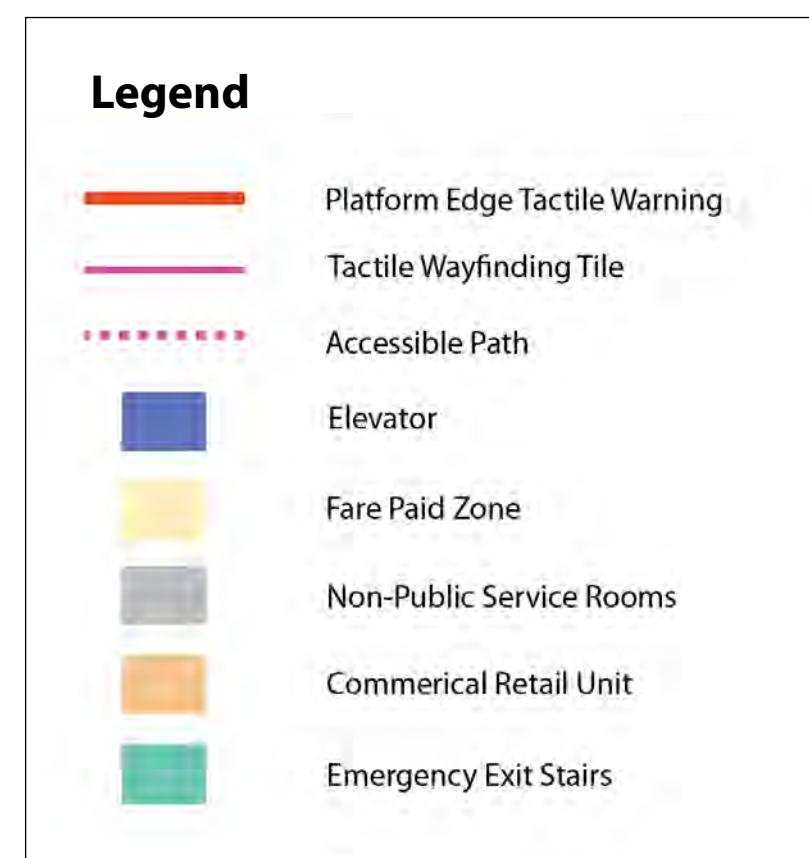 Legend
Platform Edge Tactile Warning
Tactile Wayfinding Tile
Accessible Path
Elevator
Fare Paid Zone
Non-Public Service Rooms
Commerical Retail Unit
Emergency Exit Stairs